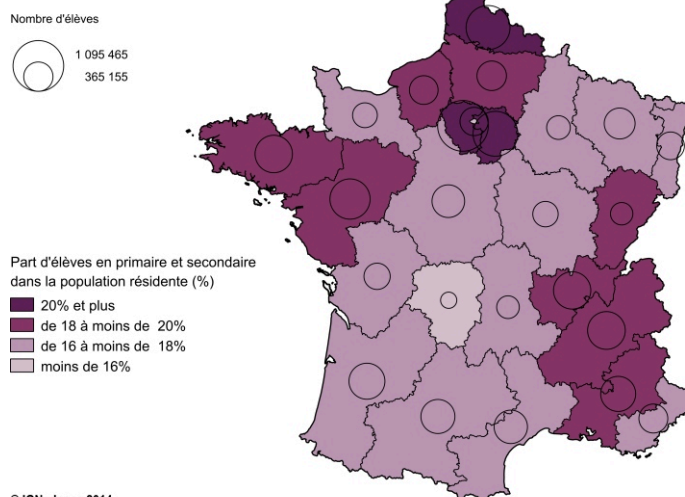 Nombre d'élèves
1 095 465
365 155
Part d'élèves en primaire et secondaire
dans la population résidente (%)
20% et plus
de 18 à moins de 20%
de 16 à moins de 18%
moins de 16%